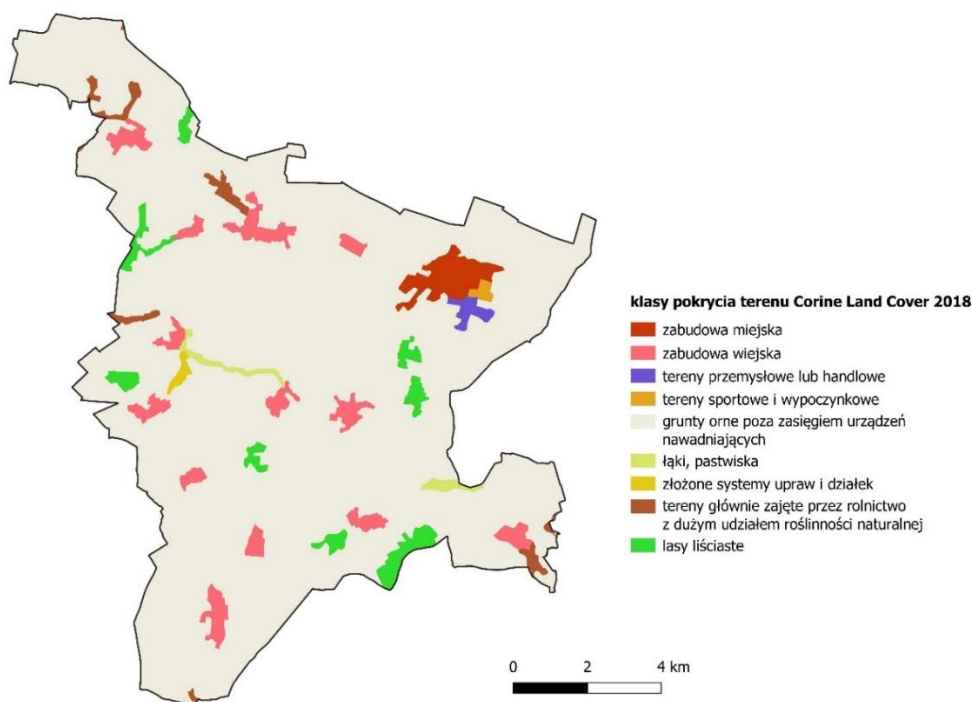 klasy pokrycia terenu Corine Land Cover 2018
zabudowa miejska
zabudowa wiejska
tereny przemysłowe lub handlowe
tereny sportowe i wypoczynkowe
grunty orne poza zasięgiem urządzeń
nawadniających
łąki, pastwiska
złożone systemy upraw i działek
tereny głównie zajęte przez rolnictwo
z dużym udziałem roślinności naturalnej
lasy liściaste
0 2 4 km